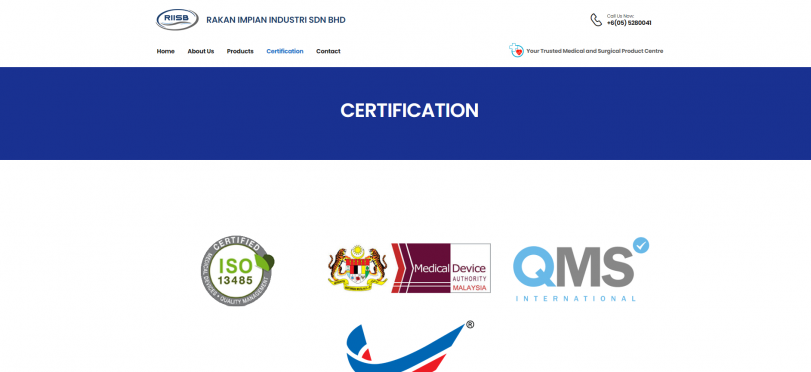 RIISB
RAKAN IMPIAN INDUSTRI SDN BHD
Call Us Now
+6(05) 5280041
Home About Us Products Certification Contact
Your Trusted Medical and Surgical Product Centre
CERTIFICATION
CERTIFIED
ISO
13485
MEDICAL DEVICES • QUALITY MANAGEMENT
Medical Device
AUTHORITY
MALAYSIA
QMS
INTERNATIONAL
®